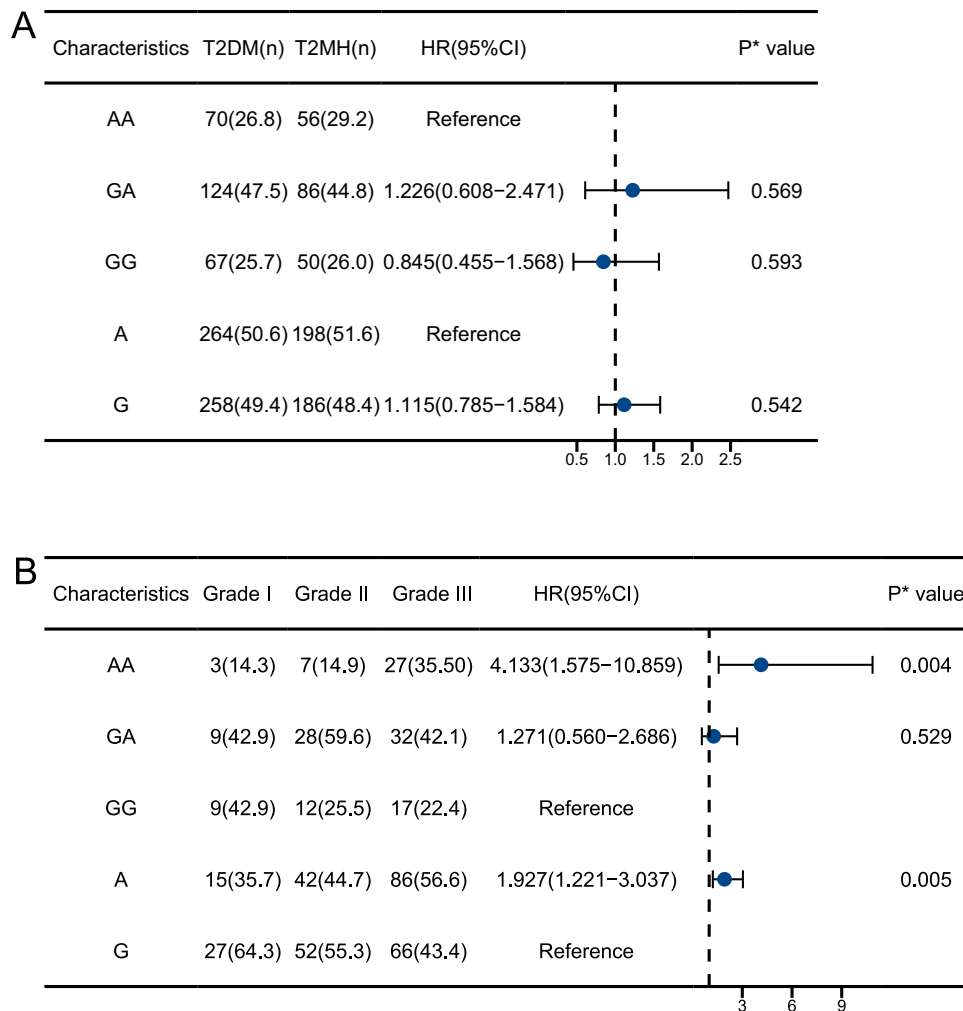 A
Characteristics T2DM(n) T2MH(n) HR(95%CI) P* value
AA 70(26.8) 56(29.2) Reference
GA 124(47.5) 86(44.8) 1.226(0.608−2.471) 0.569
GG 67(25.7) 50(26.0) 0.845(0.455−1.568) 0.593
A 264(50.6) 198(51.6) Reference
G 258(49.4) 186(48.4) 1.115(0.785−1.584) 0.542
0.5 1.0 1.5 2.0 2.5
B
Characteristics Grade I Grade II Grade III HR(95%CI) P* value
AA 3(14.3) 7(14.9) 27(35.50) 4.133(1.575−10.859) 0.004
GA 9(42.9) 28(59.6) 32(42.1) 1.271(0.560−2.686) 0.529
GG 9(42.9) 12(25.5) 17(22.4) Reference
A 15(35.7) 42(44.7) 86(56.6) 1.927(1.221−3.037) 0.005
G 27(64.3) 52(55.3) 66(43.4) Reference
3 6 9